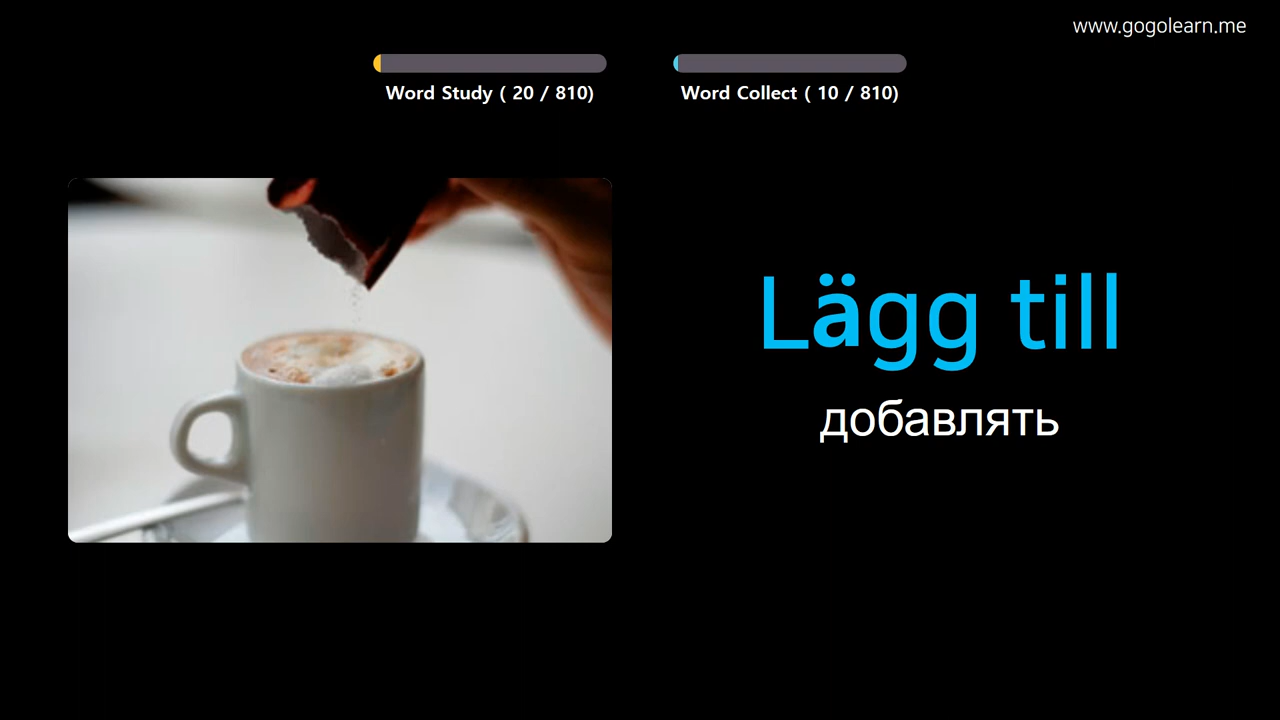 www.gogolearn.me
Word Study ( 20 / 810)
Word Collect ( 10 / 810)
Lägg till
добавлять